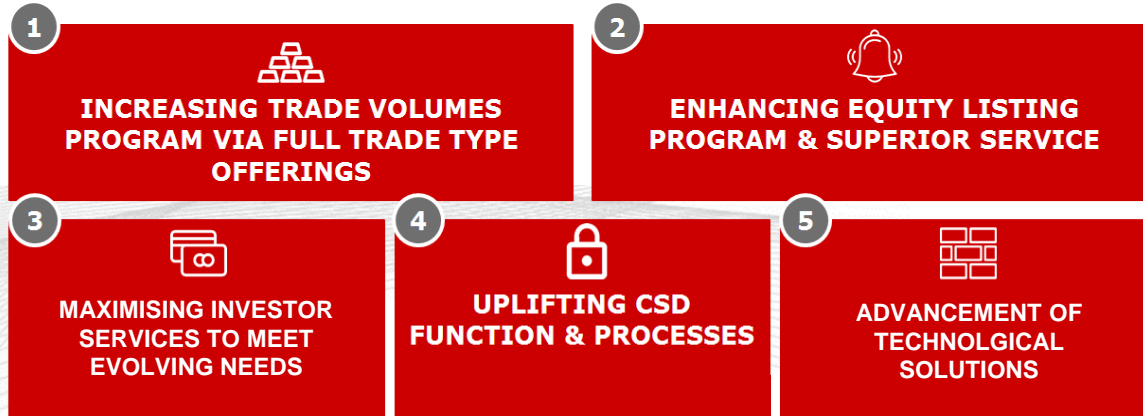 1
INCREASING TRADE VOLUMES
PROGRAM VIA FULL TRADE TYPE
OFFERINGS
2
ENHANCING EQUITY LISTING
PROGRAM & SUPERIOR SERVICE
3
MAXIMISING INVESTOR
SERVICES TO MEET
EVOLVING NEEDS
4
UPLIFTING CSD
FUNCTION & PROCESSES
5
ADVANCEMENT OF
TECHNOLGICAL
SOLUTIONS